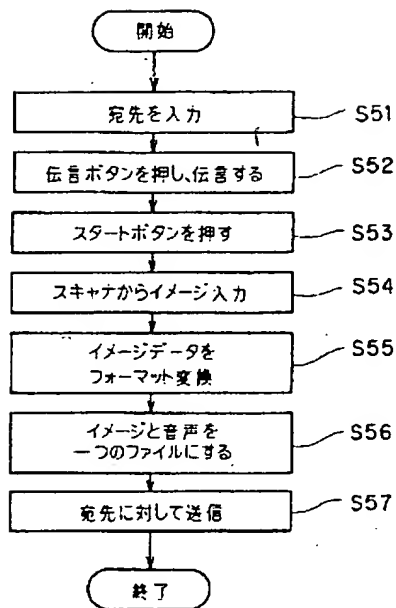 開始
宛先を入力 S51
伝言ボタンを押し、伝言する S52
スタートボタンを押す S53
スキャナからイメージ入力 S54
イメージデータを
フォーマット変換 S55
イメージと音声を
一つのファイルにする S56
宛先に対して送信 S57
終了